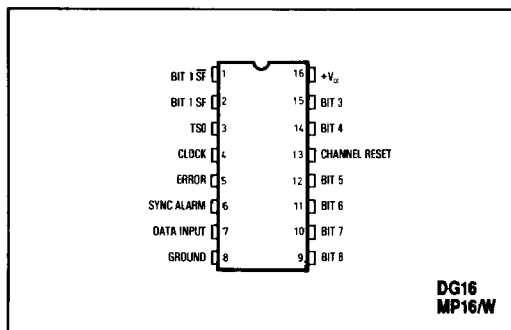 BIT 1 S̅F̅ 1 16 +Vcc
BIT 1 SF 2 15 BIT 3
TS0 3 14 BIT 4
CLOCK 4 13 CHANNEL RESET
ERROR 5 12 BIT 5
SYNC ALARM 6 11 BIT 6
DATA INPUT 7 10 BIT 7
GROUND 8 9 BIT 8
DG16
MP16/W